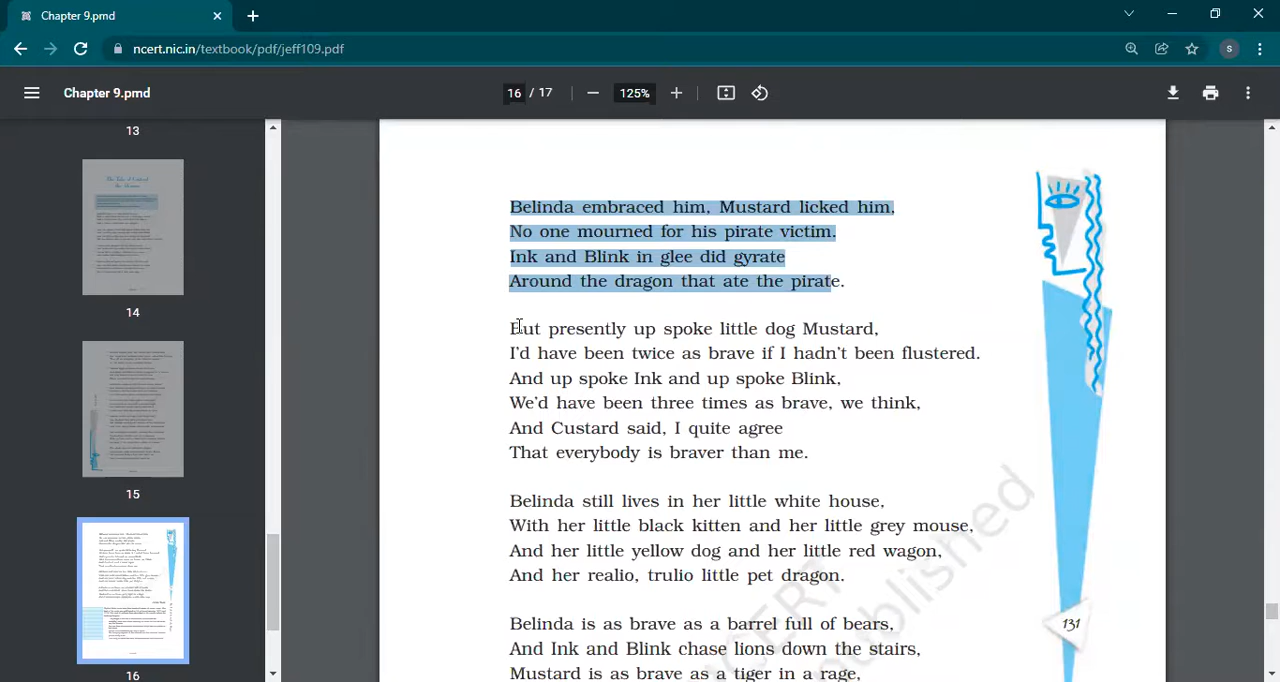 Chapter 9.pmd
ncert.nic.in/textbook/pdf/jeff109.pdf
S
Chapter 9.pmd
16 / 17
125%
13
14
15
16
Belinda embraced him, Mustard licked him,
No one mourned for his pirate victim.
Ink and Blink in glee did gyrate
Around the dragon that ate the pirate.
But presently up spoke little dog Mustard,
I'd have been twice as brave if I hadn't been flustered.
And up spoke Ink and up spoke Blink,
We'd have been three times as brave, we think,
And Custard said, I quite agree
That everybody is braver than me.
Belinda still lives in her little white house,
With her little black kitten and her little grey mouse,
And her little yellow dog and her little red wagon,
And her realio, trulio little pet dragon.
Belinda is as brave as a barrel full of bears,
And Ink and Blink chase lions down the stairs,
Mustard is as brave as a tiger in a rage,
131